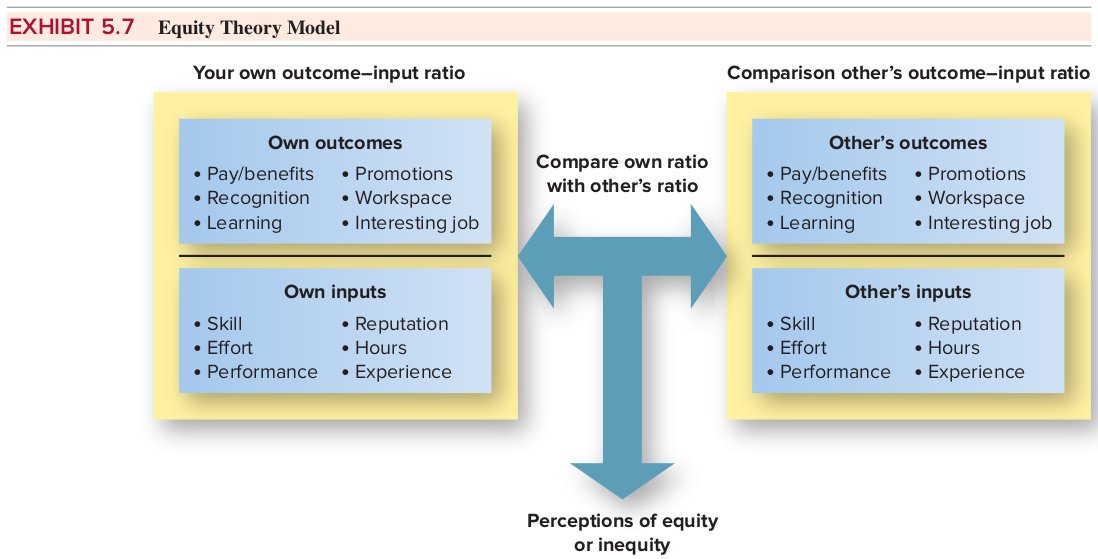 EXHIBIT 5.7 Equity Theory Model
Your own outcome–input ratio
Own outcomes
• Pay/benefits • Promotions
• Recognition • Workspace
• Learning • Interesting job
Own inputs
• Skill • Reputation
• Effort • Hours
• Performance • Experience
Compare own ratio
with other’s ratio
Comparison other’s outcome–input ratio
Other’s outcomes
• Pay/benefits • Promotions
• Recognition • Workspace
• Learning • Interesting job
Other’s inputs
• Skill • Reputation
• Effort • Hours
• Performance • Experience
Perceptions of equity
or inequity